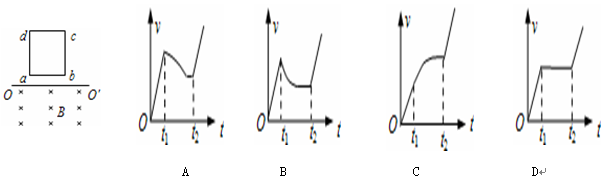 d c
a b
O O′
B
v
O t₁ t₂ t
v
O t₁ t₂ t
v
O t₁ t₂ t
v
O t₁ t₂ t
A B C D↵